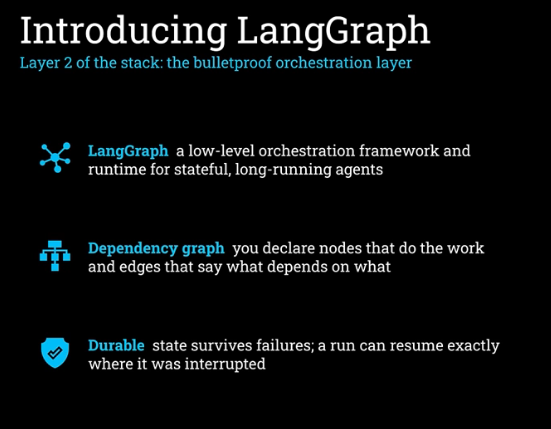 Introducing LangGraph
Layer 2 of the stack: the bulletproof orchestration layer
LangGraph a low-level orchestration framework and
runtime for stateful, long-running agents
Dependency graph you declare nodes that do the work
and edges that say what depends on what
Durable state survives failures; a run can resume exactly
where it was interrupted